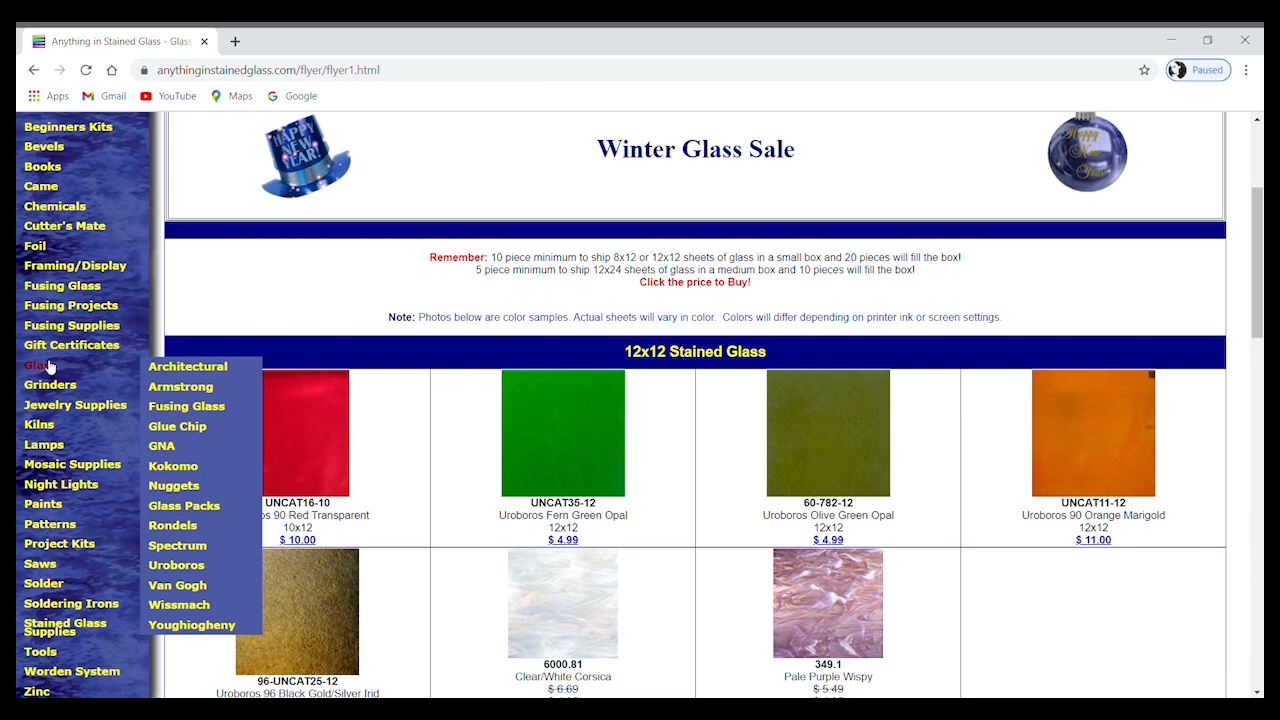 Anything in Stained Glass - Glass
anythinginstainedglass.com/flyer/flyer1.html
Paused
Apps
Gmail
YouTube
Maps
Google
Beginners Kits
Bevels
Books
Came
Chemicals
Cutter's Mate
Foil
Framing/Display
Fusing Glass
Fusing Projects
Fusing Supplies
Gift Certificates
Grinders
Jewelry Supplies
Kilns
Lamps
Mosaic Supplies
Night Lights
Paints
Patterns
Project Kits
Saws
Solder
Soldering Irons
Stained Glass
Supplies
Tools
Worden System
Zinc
Architectural
Armstrong
Fusing Glass
Glue Chip
GNA
Kokomo
Nuggets
Glass Packs
Rondels
Spectrum
Uroboros
Van Gogh
Wissmach
Youghiogheny
HAPPY
NEW
YEAR!
Winter Glass Sale
Happy
New
Year
Remember: 10 piece minimum to ship 8x12 or 12x12 sheets of glass in a small box and 20 pieces will fill the box!
5 piece minimum to ship 12x24 sheets of glass in a medium box and 10 pieces will fill the box!
Click the price to Buy!
Note: Photos below are color samples. Actual sheets will vary in color. Colors will differ depending on printer ink or screen settings.
12x12 Stained Glass
UNCAT16-10
90 Red Transparent
10x12
$ 10.00
UNCAT35-12
Uroboros Fern Green Opal
12x12
$ 4.99
60-782-12
Uroboros Olive Green Opal
12x12
$ 4.99
UNCAT11-12
Uroboros 90 Orange Marigold
12x12
$ 11.00
96-UNCAT25-12
Uroboros 96 Black Gold/Silver Irid
6000.81
Clear/White Corsica
$ 6.69
349.1
Pale Purple Wispy
$ 5.49